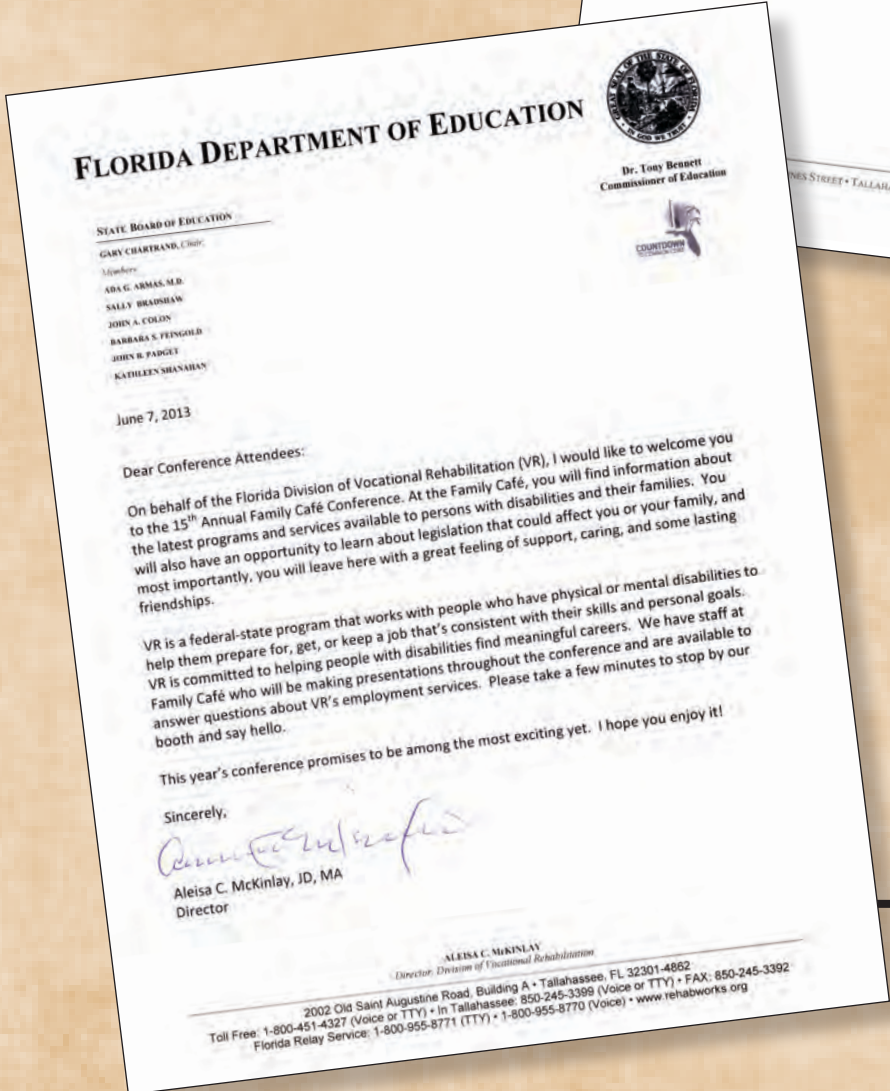 FLORIDA DEPARTMENT OF EDUCATION
GREAT SEAL OF THE STATE OF FLORIDA
IN GOD WE TRUST
Dr. Tony Bennett
Commissioner of Education
COUNTDOWN
STATE BOARD OF EDUCATION
GARY CHARTRAND, Chair
Members
ADA G. ARMAS, M.D.
SALLY BRADSHAW
JOHN A. COLON
BARBARA S. FEINGOLD
JOHN R. PADGET
KATHLEEN SHANAHAN
June 7, 2013
Dear Conference Attendees:
On behalf of the Florida Division of Vocational Rehabilitation (VR), I would like to welcome you
to the 15th Annual Family Café Conference. At the Family Café, you will find information about
the latest programs and services available to persons with disabilities and their families. You
will also have an opportunity to learn about legislation that could affect you or your family, and
most importantly, you will leave here with a great feeling of support, caring, and some lasting
friendships.
VR is a federal-state program that works with people who have physical or mental disabilities to
help them prepare for, get, or keep a job that's consistent with their skills and personal goals.
VR is committed to helping people with disabilities find meaningful careers. We have staff at
Family Café who will be making presentations throughout the conference and are available to
answer questions about VR's employment services. Please take a few minutes to stop by our
booth and say hello.
This year's conference promises to be among the most exciting yet. I hope you enjoy it!
Sincerely,
Aleisa C. McKinlay, JD, MA
Director
ALEISA C. McKINLAY
Director, Division of Vocational Rehabilitation
2002 Old Saint Augustine Road, Building A • Tallahassee, FL 32301-4862
Toll Free: 1-800-451-4327 (Voice or TTY) • In Tallahassee: 850-245-3399 (Voice or TTY) • FAX: 850-245-3392
Florida Relay Service: 1-800-955-8771 (TTY) • 1-800-955-8770 (Voice) • www.rehabworks.org
STREET •